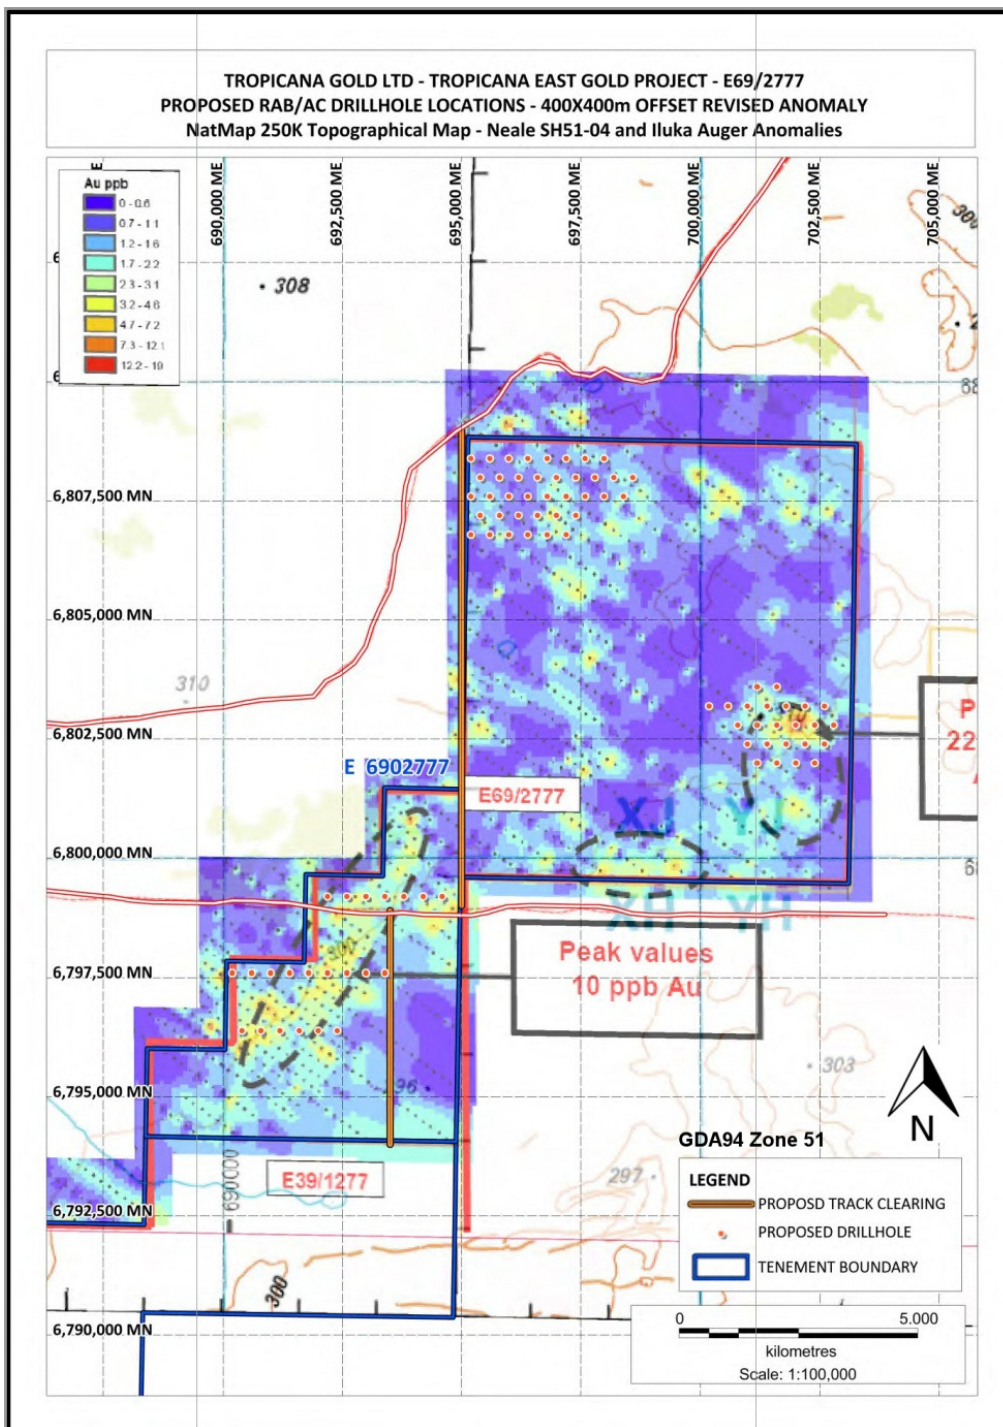 TROPICANA GOLD LTD - TROPICANA EAST GOLD PROJECT - E69/2777
PROPOSED RAB/AC DRILLHOLE LOCATIONS - 400X400m OFFSET REVISED ANOMALY
NatMap 250K Topographical Map - Neale SH51-04 and Iluka Auger Anomalies
Au ppb
0 - 0.6
0.7 - 1.1
1.2 - 1.6
1.7 - 2.2
2.3 - 3.1
3.2 - 4.6
4.7 - 7.2
7.3 - 12.1
12.2 - 19
690,000 ME
692,500 ME
695,000 ME
697,500 ME
700,000 ME
702,500 ME
705,000 ME
308
6,807,500 MN
6,805,000 MN
310
6,802,500 MN
22
E 6902777
E69/2777
XJ YJ
6,800,000 MN
XH YH
300
Peak values
10 ppb Au
6,797,500 MN
303
296
6,795,000 MN
N
GDA94 Zone 51
690000
E39/1277
297
6,792,500 MN
LEGEND
PROPOSD TRACK CLEARING
PROPOSED DRILLHOLE
TENEMENT BOUNDARY
300
6,790,000 MN
0 5.000
kilometres
Scale: 1:100,000